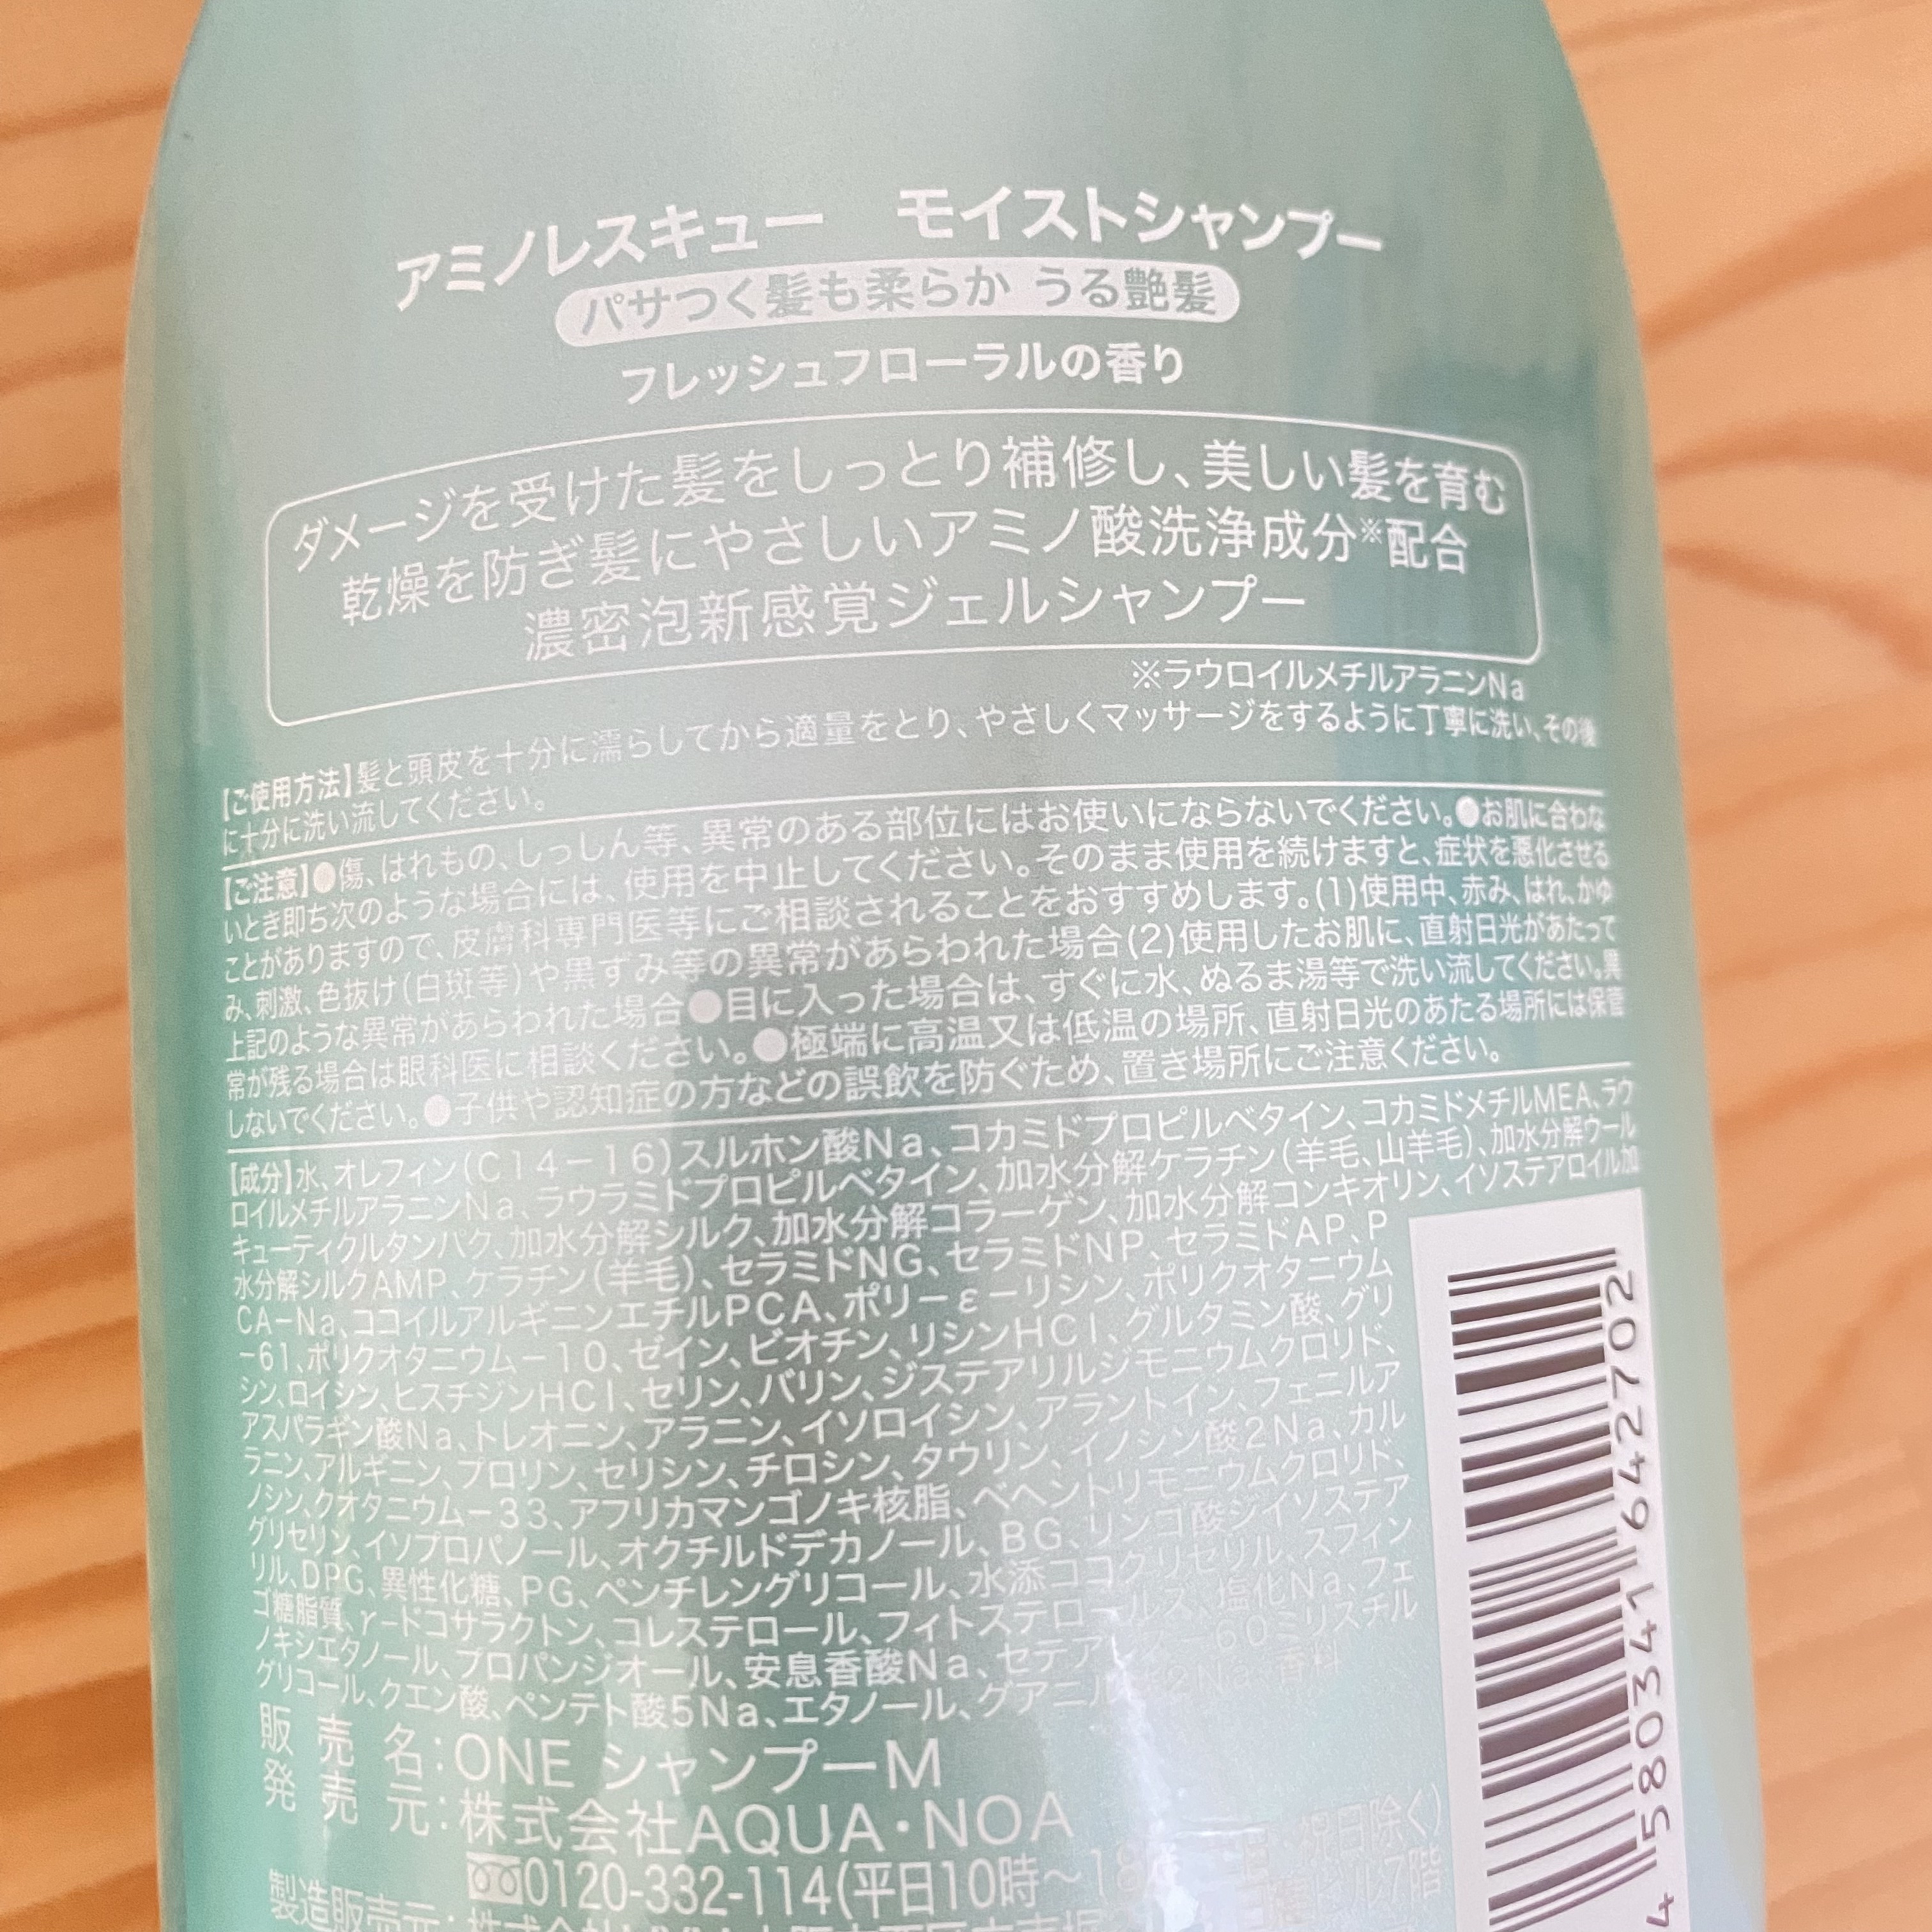 アミノレスキュー モイストシャンプー
パサつく髪も柔らか うる艶髪
フレッシュフローラルの香り
ダメージを受けた髪をしっとり補修し、美しい髪を育む
乾燥を防ぎ髪にやさしいアミノ酸洗浄成分※配合
濃密泡新感覚ジェルシャンプー
※ラウロイルメチルアラニンNa
【ご使用方法】髪と頭皮を十分に濡らしてから適量をとり、やさしくマッサージをするように丁寧に洗い、その後
に十分に洗い流してください。
【ご注意】●傷、はれもの、しっしん等、異常のある部位にはお使いにならないでください。●お肌に合わな
いとき即ち次のような場合には、使用を中止してください。そのまま使用を続けますと、症状を悪化させる
ことがありますので、皮膚科専門医等にご相談されることをおすすめします。(1)使用中、赤み、はれ、かゆ
み、刺激、色抜け(白斑等)や黒ずみ等の異常があらわれた場合(2)使用したお肌に、直射日光があたって
上記のような異常があらわれた場合●目に入った場合は、すぐに水、ぬるま湯等で洗い流してください。異
常が残る場合は眼科医に相談ください。●極端に高温又は低温の場所、直射日光のあたる場所には保管
しないでください。●子供や認知症の方などの誤飲を防ぐため、置き場所にご注意ください。
【成分】水、オレフィン(C14-16)スルホン酸Na、コカミドプロピルベタイン、コカミドメチルMEA、ラウ
ロイルメチルアラニンNa、ラウラミドプロピルベタイン、加水分解ケラチン(羊毛、山羊毛)、加水分解ウール
キューティクルタンパク、加水分解シルク、加水分解コラーゲン、加水分解コンキオリン、イソステアロイル加
水分解シルクAMP、ケラチン(羊毛)、セラミドNG、セラミドNP、セラミドAP、P
CA-Na、ココイルアルギニンエチルPCA、ポリ-ε-リシン、ポリクオタニウム
-61、ポリクオタニウム-10、ゼイン、ビオチン、リシンHCl、グルタミン酸、グリ
シン、ロイシン、ヒスチジンHCl、セリン、バリン、ジステアリルジモニウムクロリド、
アスパラギン酸Na、トレオニン、アラニン、イソロイシン、アラントイン、フェニルア
ラニン、アルギニン、プロリン、セリシン、チロシン、タウリン、イノシン酸2Na、カル
ノシン、クオタニウム-33、アフリカマンゴノキ核脂、ベヘントリモニウムクロリド、
グリセリン、イソプロパノール、オクチルドデカノール、BG、リンゴ酸ジイソステア
リル、DPG、異性化糖、PG、ペンチレングリコール、水添ココグリセリル、スフィン
ゴ糖脂質、γ-ドコサラクトン、コレステロール、フィトステロールズ、塩化Na、フェ
ノキシエタノール、プロパンジオール、安息香酸Na、セテア 60ミリスチル
グリコール、クエン酸、ペンテト酸5Na、エタノール、グアニル 2Na、香料
販売名:ONE シャンプーM
発売元:株式会社AQUA・NOA
0120-332-114(平日10時~ 祝日除く)
製造販売元:株式会社 ビル7階
4 580341 642702